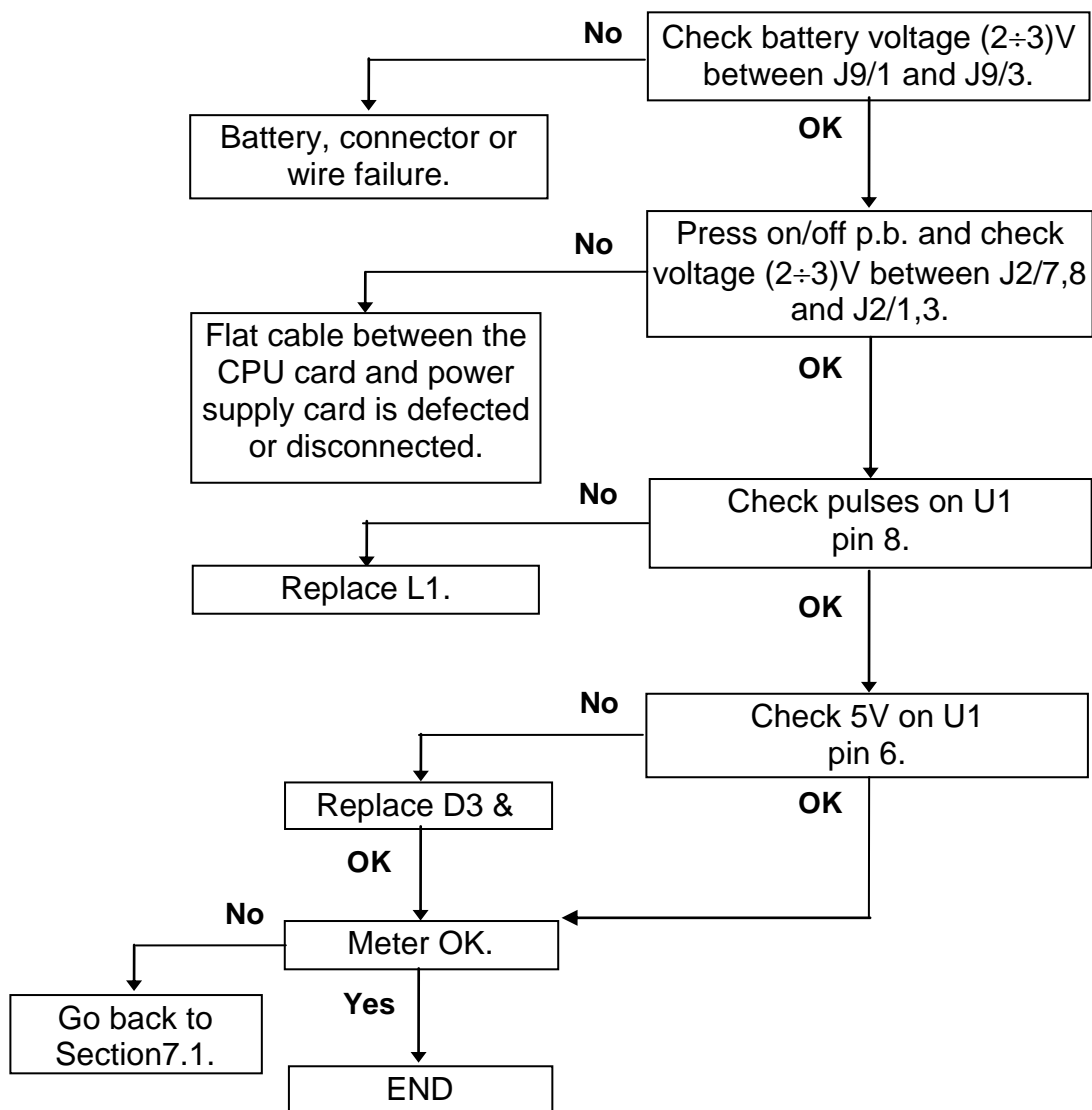 No
Check battery voltage (2÷3)V
between J9/1 and J9/3.
OK
Battery, connector or
wire failure.
No
Press on/off p.b. and check
voltage (2÷3)V between J2/7,8
and J2/1,3.
Flat cable between the
CPU card and power
supply card is defected
or disconnected.
OK
No
Check pulses on U1
pin 8.
Replace L1.
OK
No
Check 5V on U1
pin 6.
Replace D3 &
OK
OK
No
Meter OK.
Yes
Go back to
Section7.1.
END